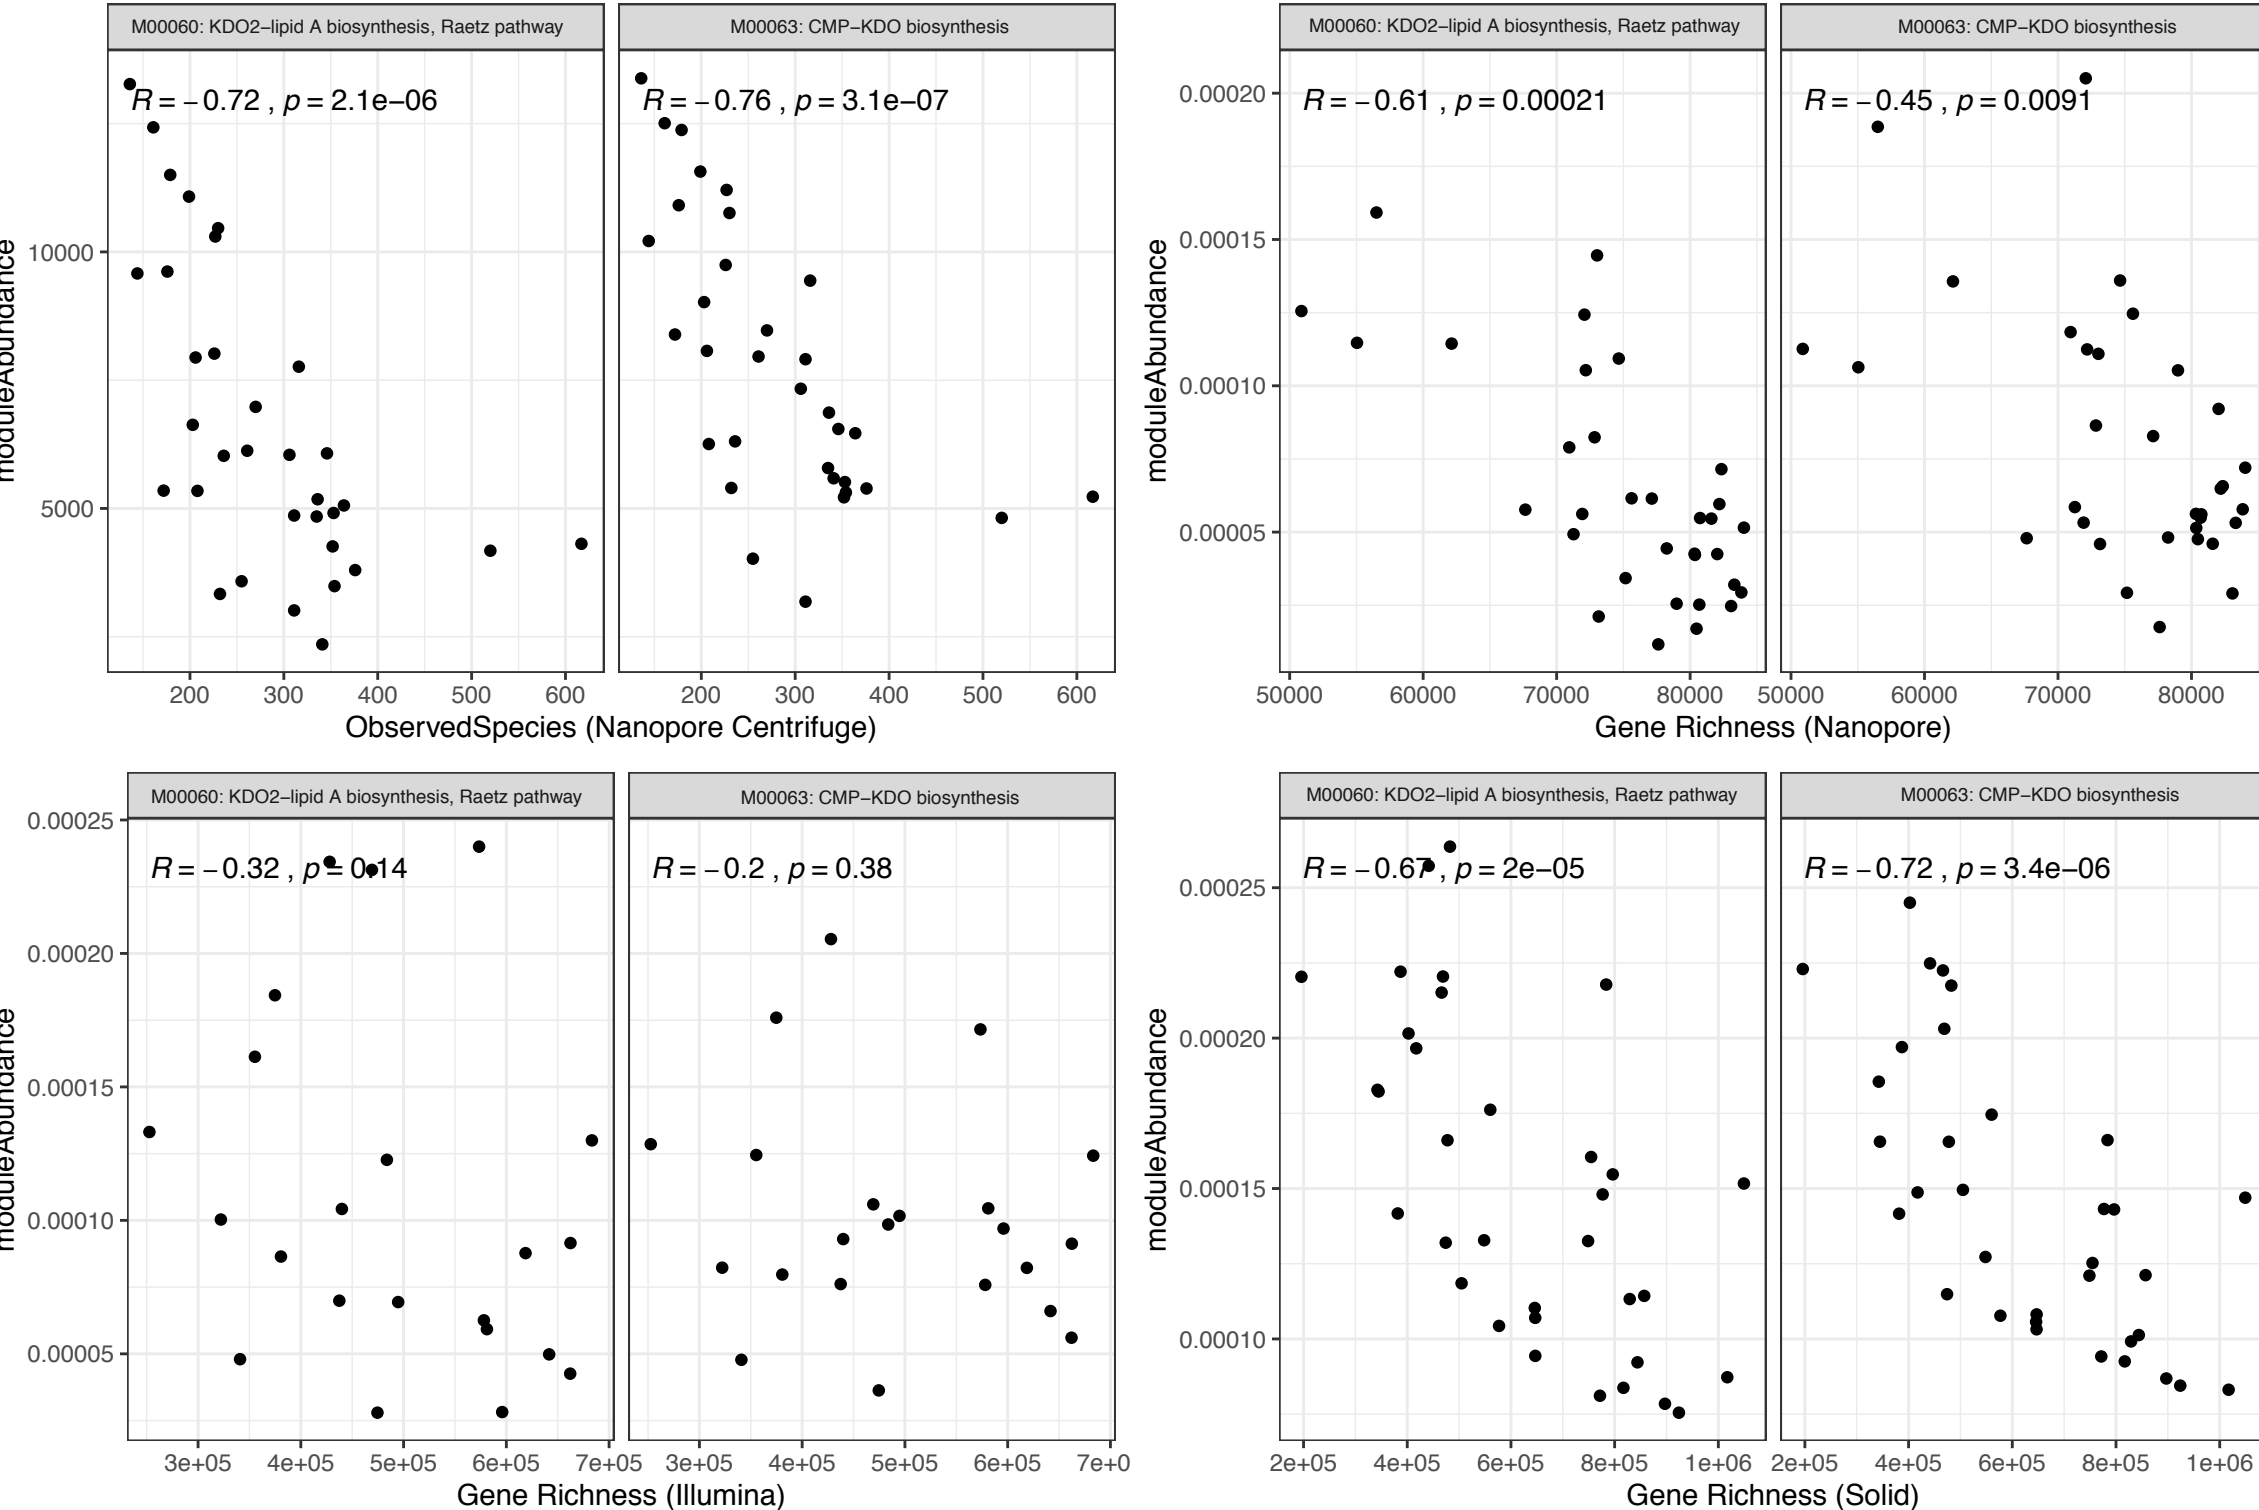 M00060: KDO2−lipid A biosynthesis, Raetz pathway
M00063: CMP−KDO biosynthesis
R = −0.72 , p = 2.1e−06
R = −0.76 , p = 3.1e−07
10000
5000
moduleAbundance
200 300 400 500 600
200 300 400 500 600
ObservedSpecies (Nanopore Centrifuge)
M00060: KDO2−lipid A biosynthesis, Raetz pathway
M00063: CMP−KDO biosynthesis
R = −0.61 , p = 0.00021
R = −0.45 , p = 0.0091
0.00020
0.00015
0.00010
0.00005
moduleAbundance
50000 60000 70000 80000
50000 60000 70000 80000
Gene Richness (Nanopore)
M00060: KDO2−lipid A biosynthesis, Raetz pathway
M00063: CMP−KDO biosynthesis
R = −0.32 , p = 0.14
R = −0.2 , p = 0.38
0.00025
0.00020
0.00015
0.00010
0.00005
moduleAbundance
3e+05 4e+05 5e+05 6e+05 7e+05
3e+05 4e+05 5e+05 6e+05 7e+0
Gene Richness (Illumina)
M00060: KDO2−lipid A biosynthesis, Raetz pathway
M00063: CMP−KDO biosynthesis
R = −0.67 , p = 2e−05
R = −0.72 , p = 3.4e−06
0.00025
0.00020
0.00015
0.00010
moduleAbundance
2e+05 4e+05 6e+05 8e+05 1e+06
2e+05 4e+05 6e+05 8e+05 1e+06
Gene Richness (Solid)